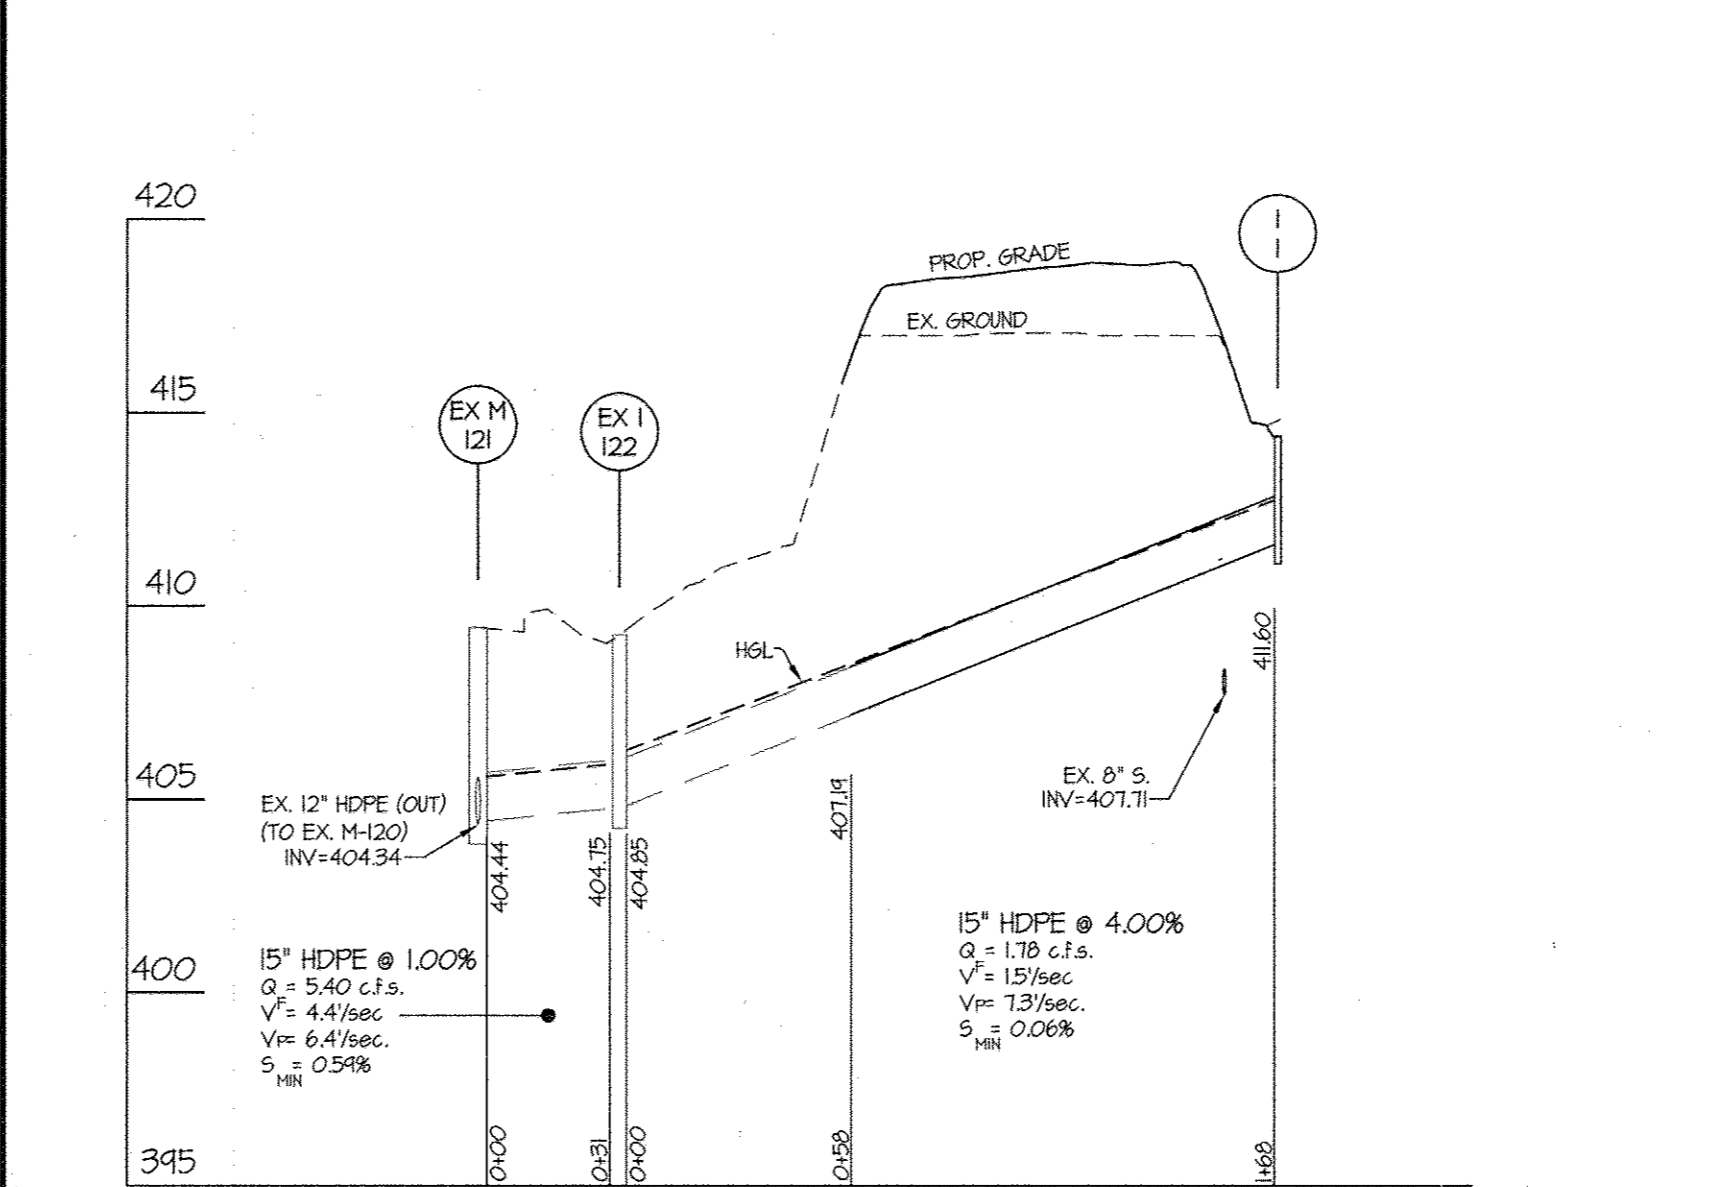 420
PROP. GRADE
EX. GROUND
415
EX M
121
EX I
122
410
HGL
411.60
405
EX. 12" HDPE (OUT)
(TO EX. M-120)
INV=404.34
404.44
404.75
404.85
407.19
EX. 8" S.
INV=407.71
400
15" HDPE @ 1.00%
Q = 5.40 c.f.s.
VF= 4.4'/sec
VP= 6.4'/sec.
S MIN = 0.59%
15" HDPE @ 4.00%
Q = 1.78 c.f.s.
VF= 1.5'/sec
VP= 7.3'/sec.
S MIN = 0.06%
395
0+00
0+31
0+00
0+58
1+68